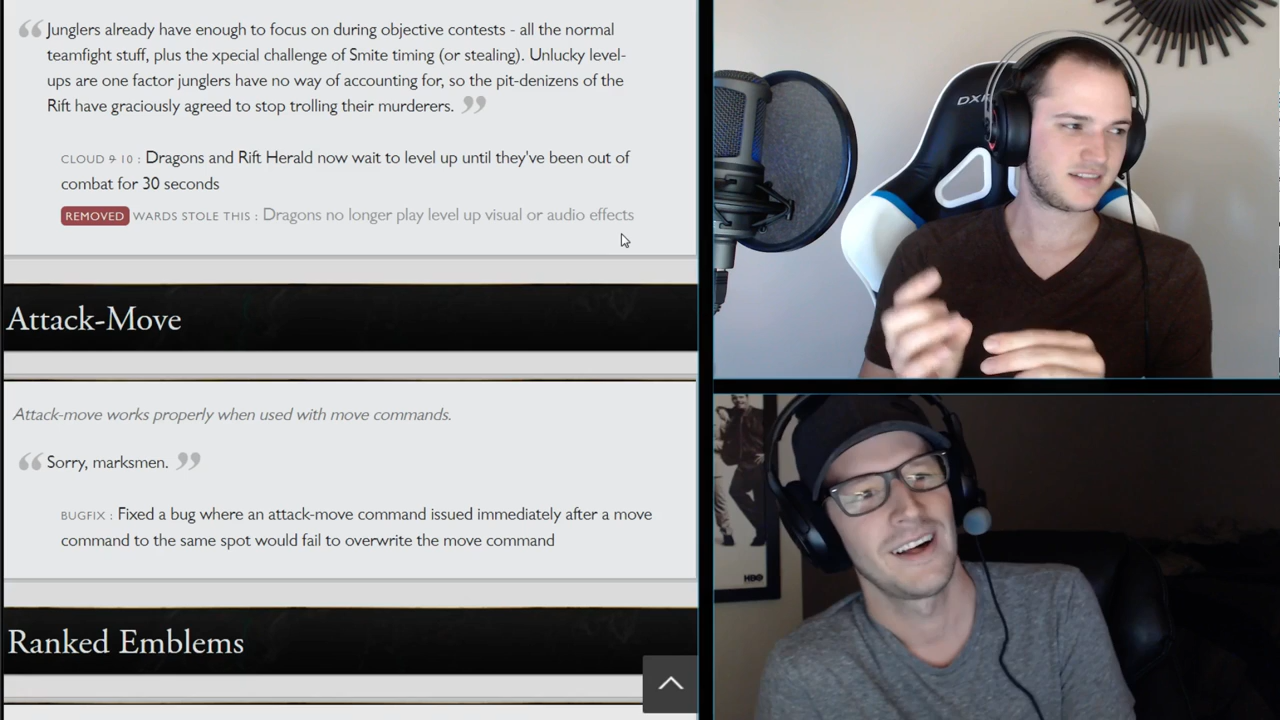 “ Junglers already have enough to focus on during objective contests - all the normal
teamfight stuff, plus the xpecial challenge of Smite timing (or stealing). Unlucky level-
ups are one factor junglers have no way of accounting for, so the pit-denizens of the
Rift have graciously agreed to stop trolling their murderers. ”
CLOUD 9 10 : Dragons and Rift Herald now wait to level up until they've been out of
combat for 30 seconds
REMOVED WARDS STOLE THIS : Dragons no longer play level up visual or audio effects
Attack-Move
Attack-move works properly when used with move commands.
“ Sorry, marksmen. ”
BUGFIX : Fixed a bug where an attack-move command issued immediately after a move
command to the same spot would fail to overwrite the move command
Ranked Emblems
HBO